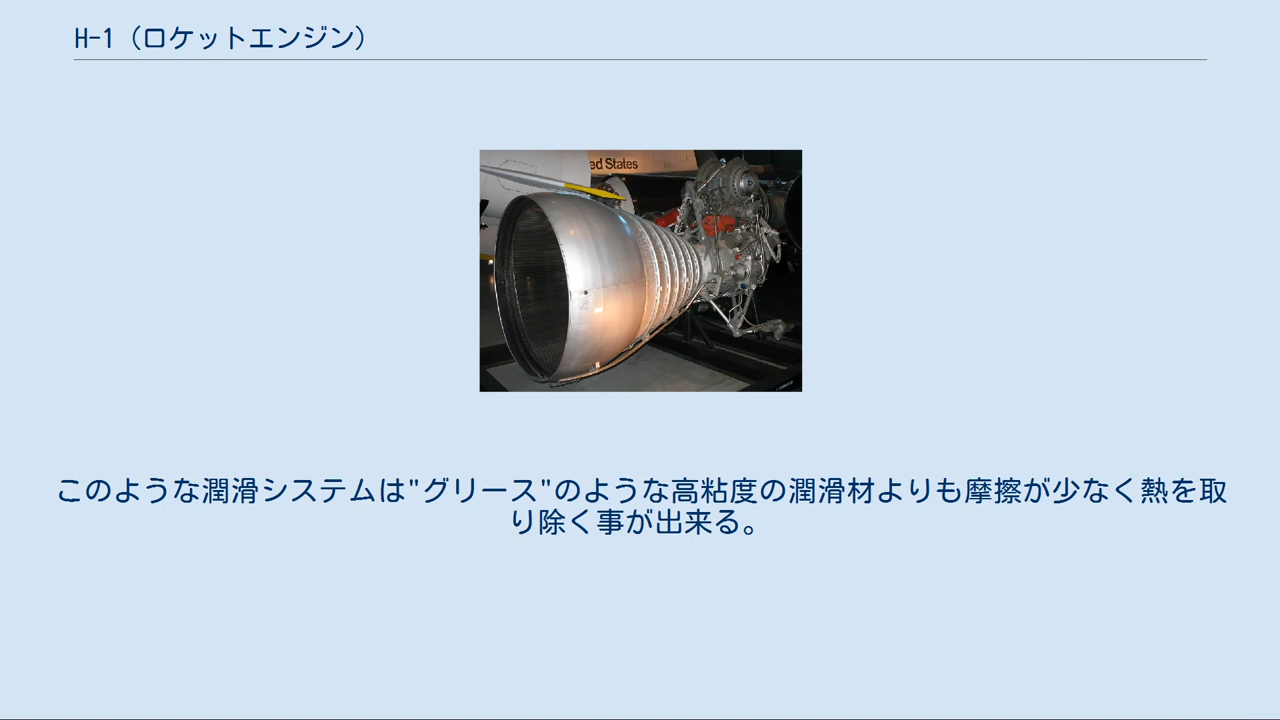 H-1（ロケットエンジン）
ed States
このような潤滑システムは"グリース"のような高粘度の潤滑材よりも摩擦が少なく熱を取
り除く事が出来る。